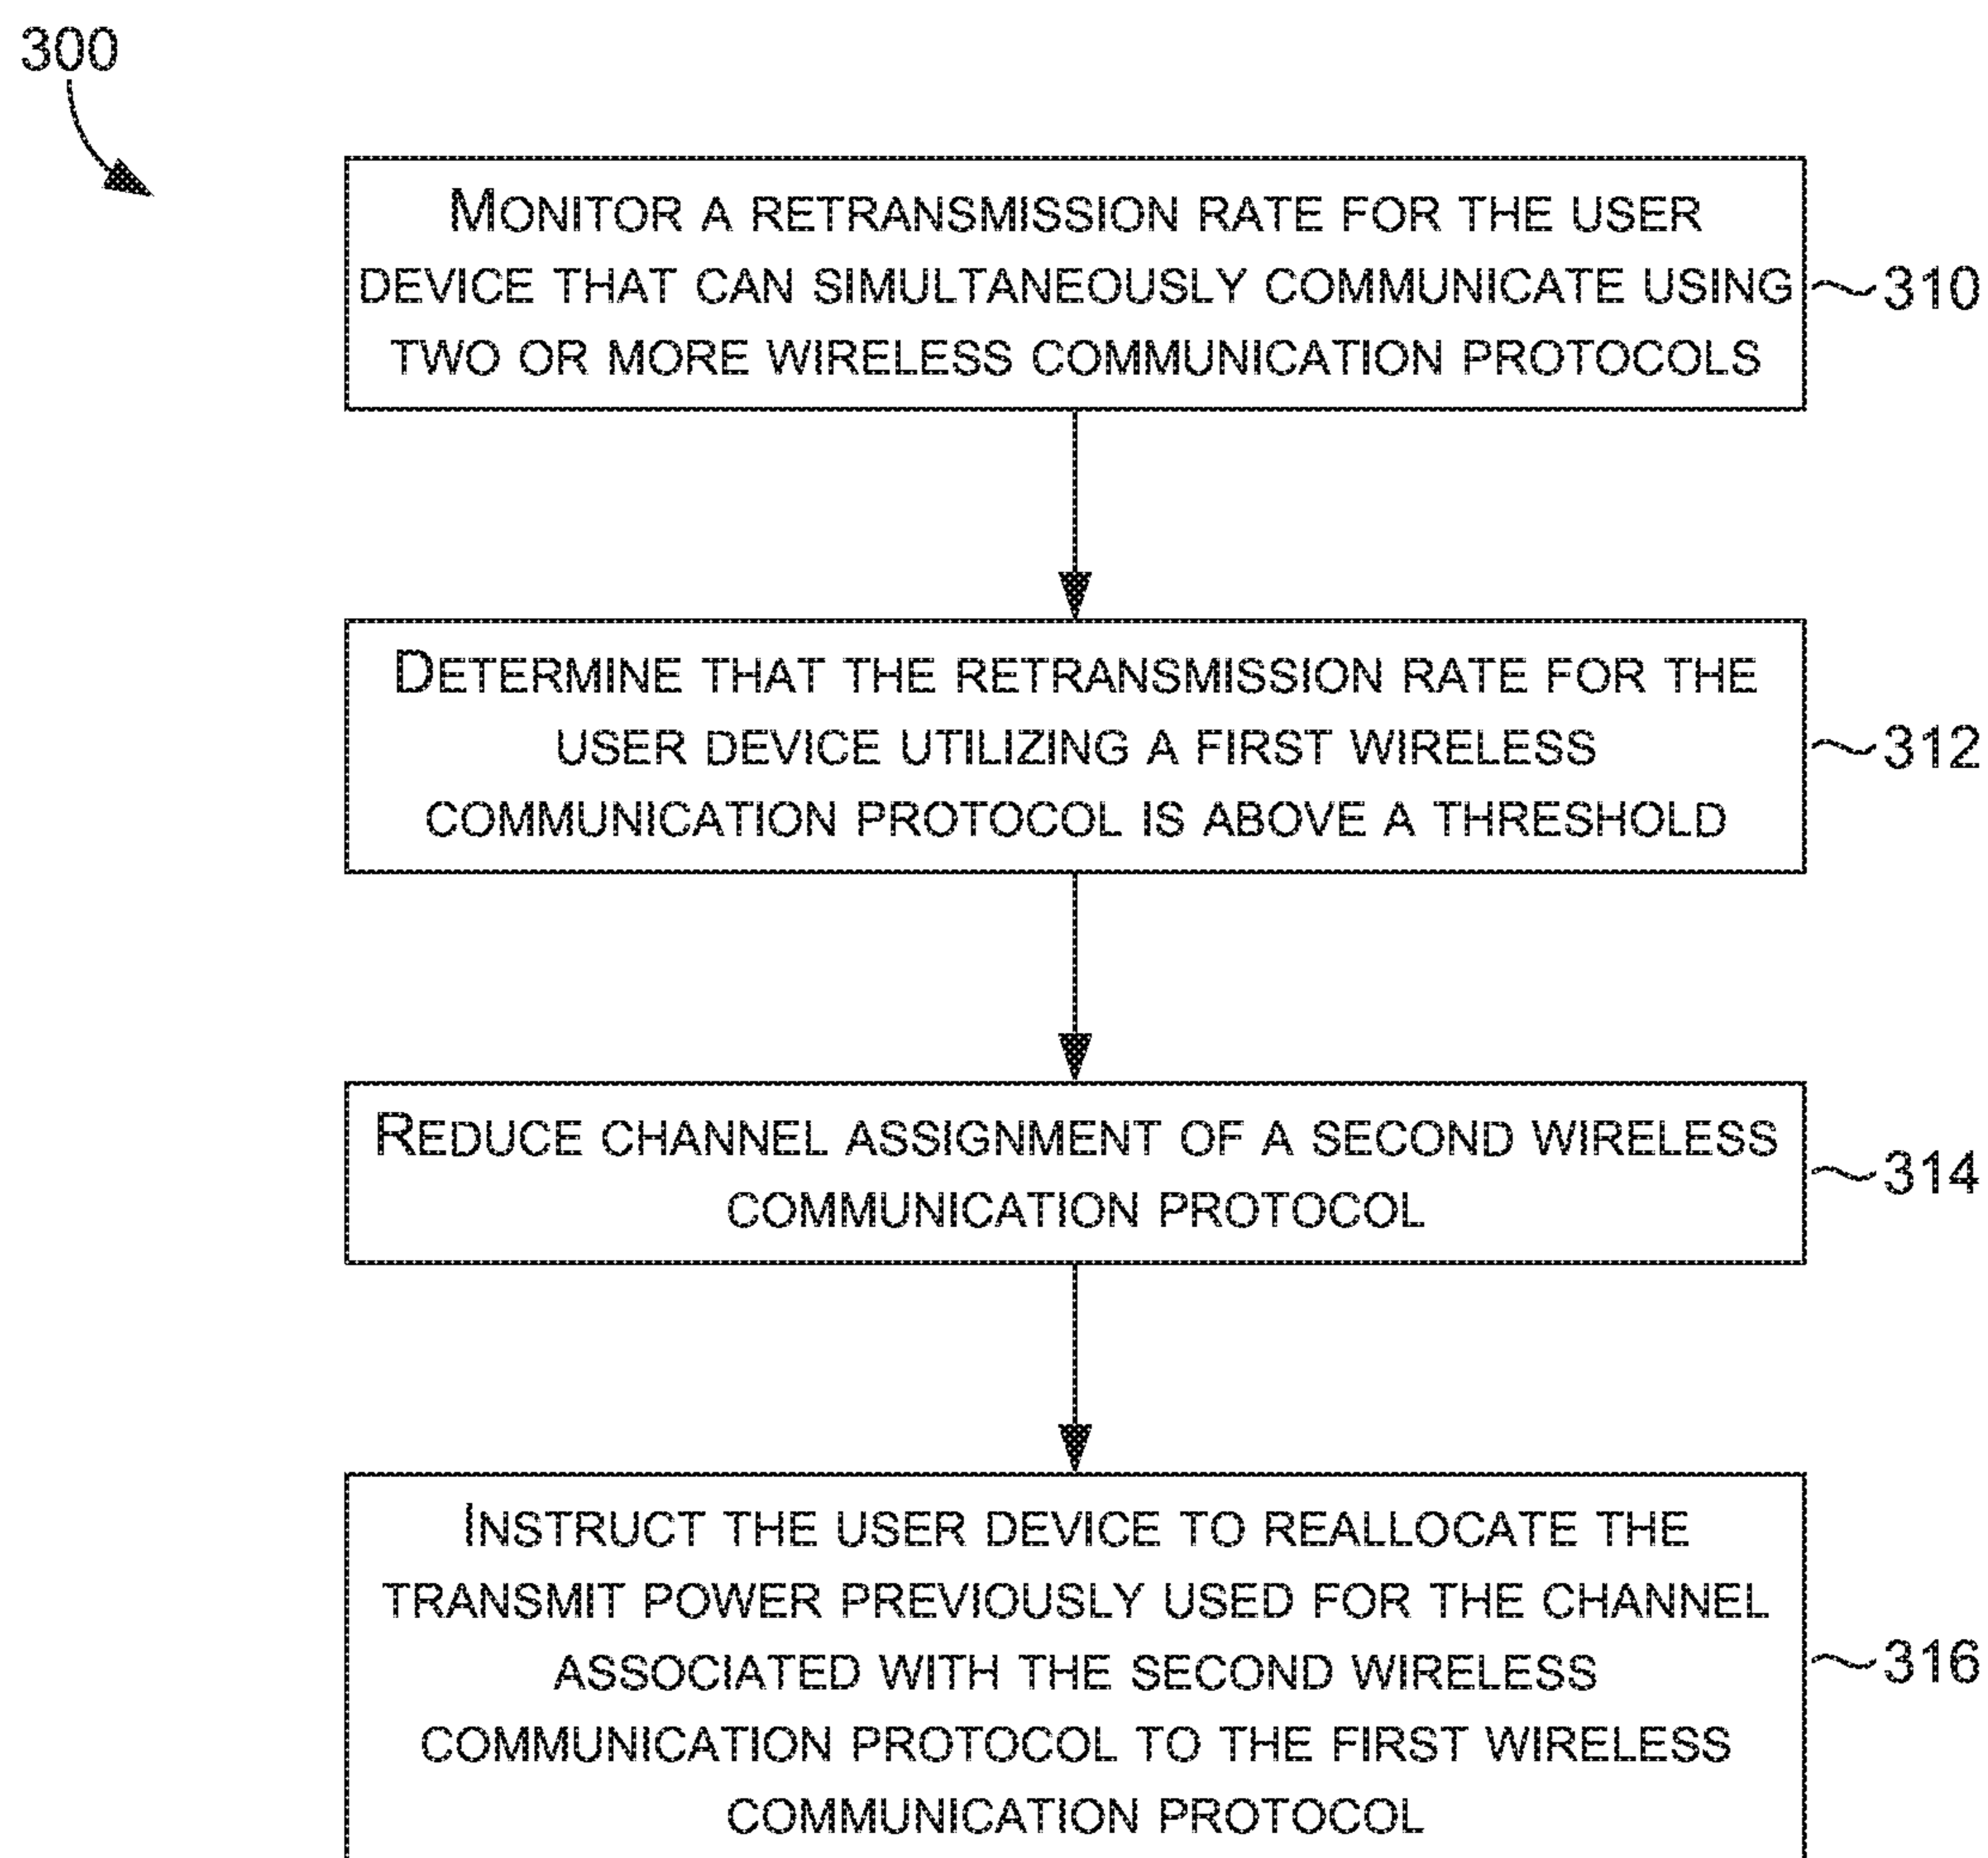 300
MONITOR A RETRANSMISSION RATE FOR THE USER
DEVICE THAT CAN SIMULTANEOUSLY COMMUNICATE USING
TWO OR MORE WIRELESS COMMUNICATION PROTOCOLS
310
DETERMINE THAT THE RETRANSMISSION RATE FOR THE
USER DEVICE UTILIZING A FIRST WIRELESS
COMMUNICATION PROTOCOL IS ABOVE A THRESHOLD
312
REDUCE CHANNEL ASSIGNMENT OF A SECOND WIRELESS
COMMUNICATION PROTOCOL
314
INSTRUCT THE USER DEVICE TO REALLOCATE THE
TRANSMIT POWER PREVIOUSLY USED FOR THE CHANNEL
ASSOCIATED WITH THE SECOND WIRELESS
COMMUNICATION PROTOCOL TO THE FIRST WIRELESS
COMMUNICATION PROTOCOL
316